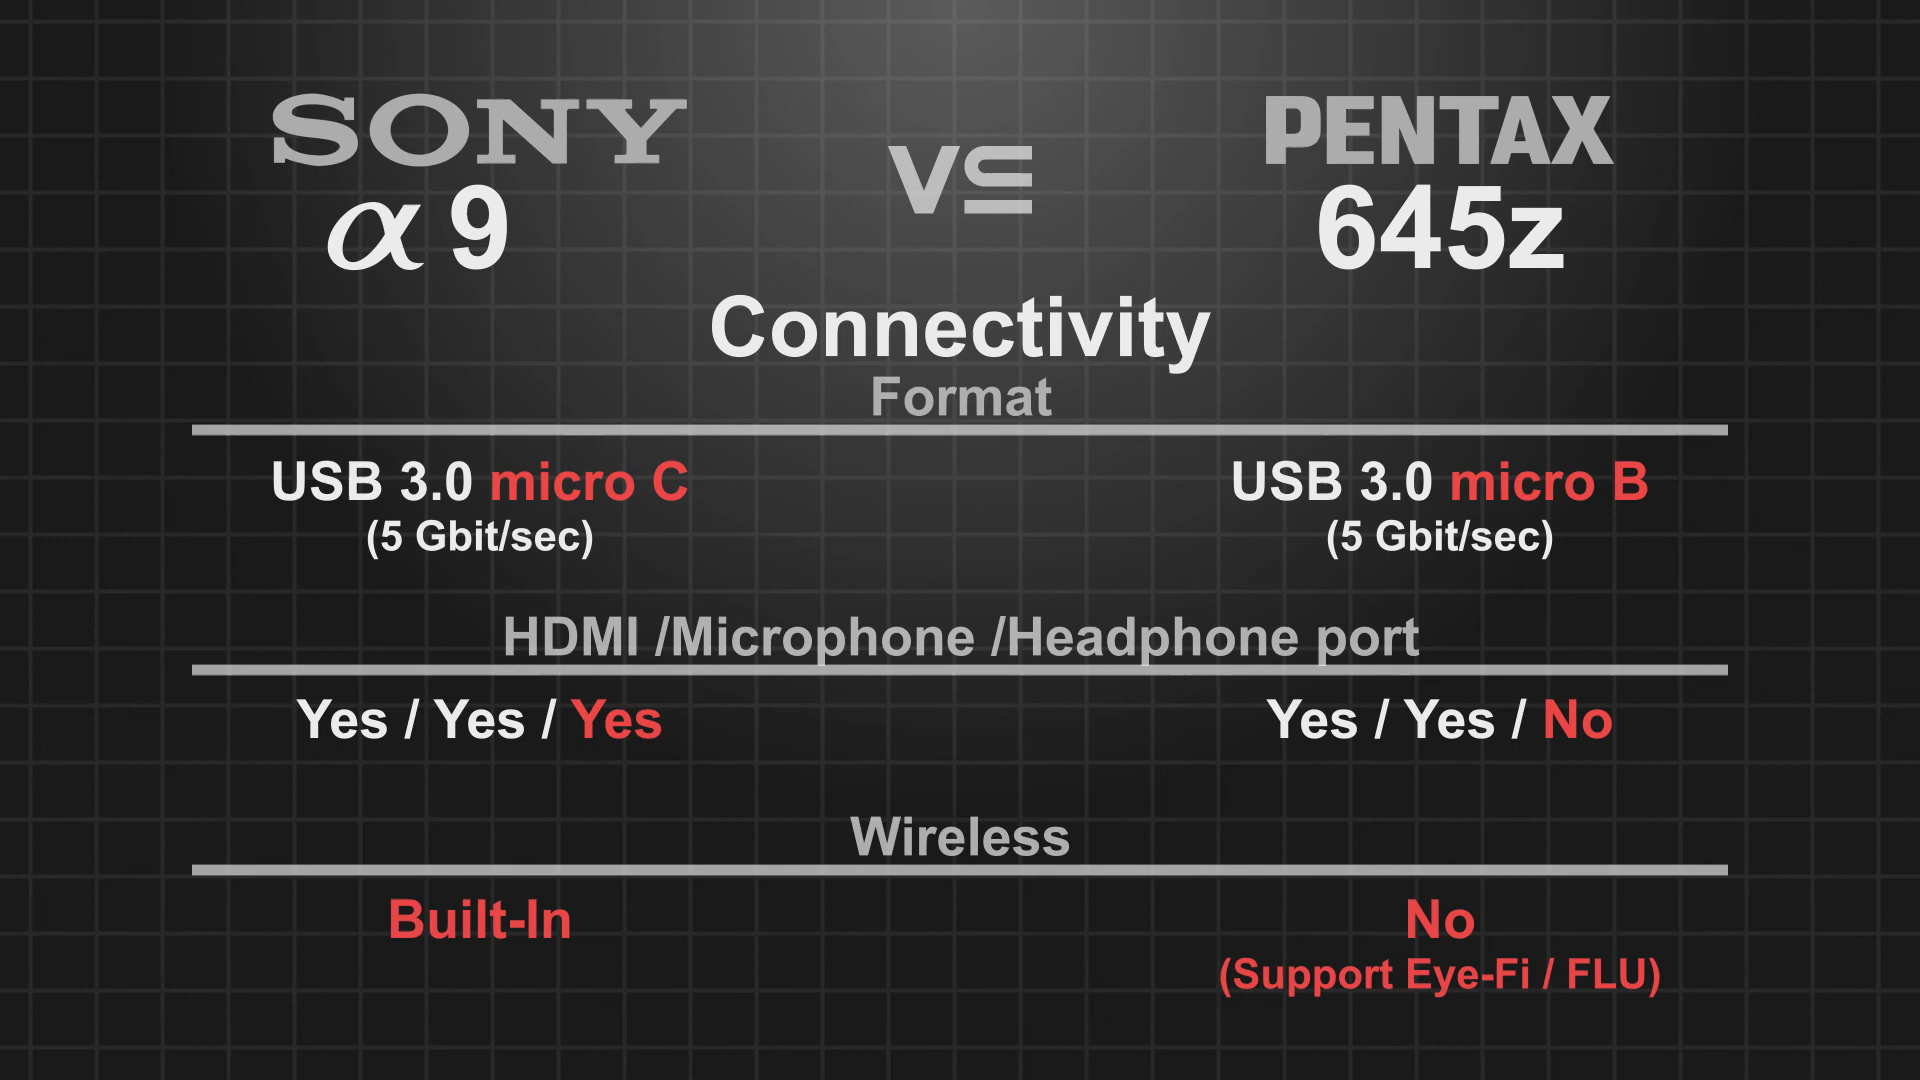 SONY VS PENTAX
α 9 645z
Connectivity
Format
USB 3.0 micro C USB 3.0 micro B
(5 Gbit/sec) (5 Gbit/sec)
HDMI /Microphone /Headphone port
Yes / Yes / Yes Yes / Yes / No
Wireless
Built-In No
(Support Eye-Fi / FLU)